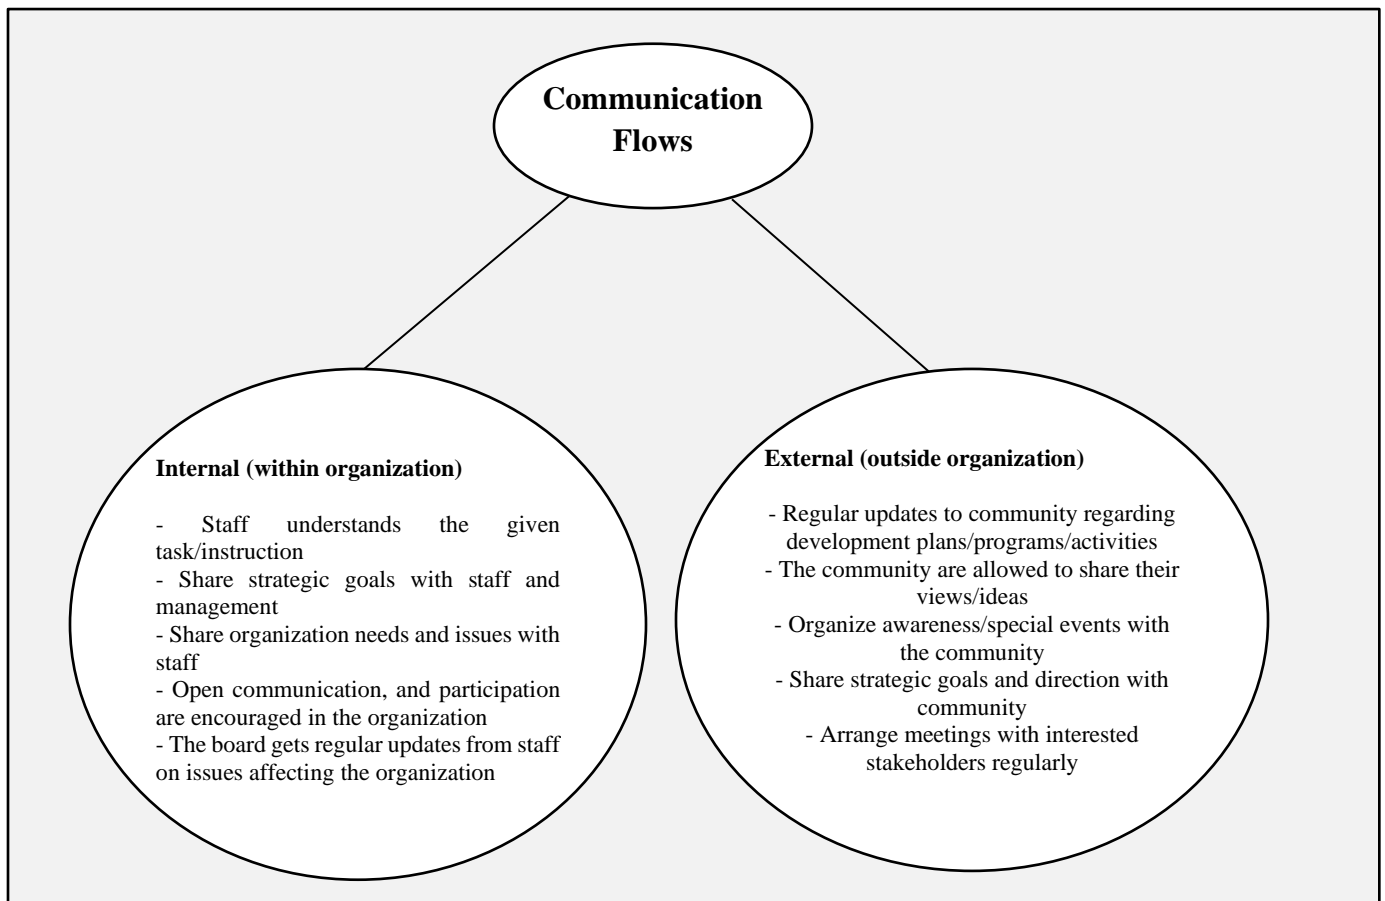 Communication
Flows
Internal (within organization)
- Staff understands the given
task/instruction
- Share strategic goals with staff and
management
- Share organization needs and issues with
staff
- Open communication, and participation
are encouraged in the organization
- The board gets regular updates from staff
on issues affecting the organization
External (outside organization)
- Regular updates to community regarding
development plans/programs/activities
- The community are allowed to share their
views/ideas
- Organize awareness/special events with
the community
- Share strategic goals and direction with
community
- Arrange meetings with interested
stakeholders regularly